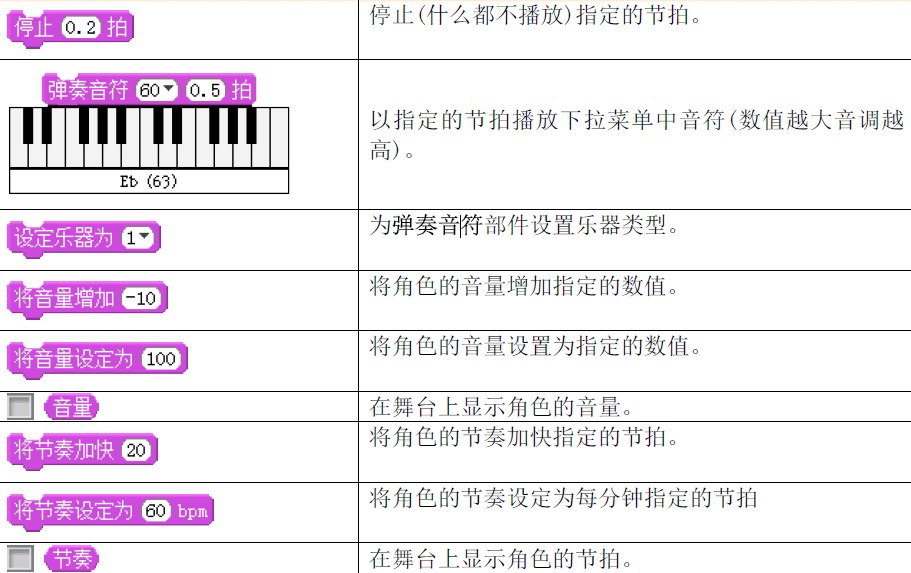 停止 0.2 拍
停止(什么都不播放)指定的节拍。
弹奏音符 60 0.5 拍
Eb (63)
以指定的节拍播放下拉菜单中音符(数值越大音调越
高)。
设定乐器为 1
为弹奏音符部件设置乐器类型。
将音量增加 -10
将角色的音量增加指定的数值。
将音量设定为 100
将角色的音量设置为指定的数值。
音量
在舞台上显示角色的音量。
将节奏加快 20
将角色的节奏加快指定的节拍。
将节奏设定为 60 bpm
将角色的节奏设定为每分钟指定的节拍
节奏
在舞台上显示角色的节拍。